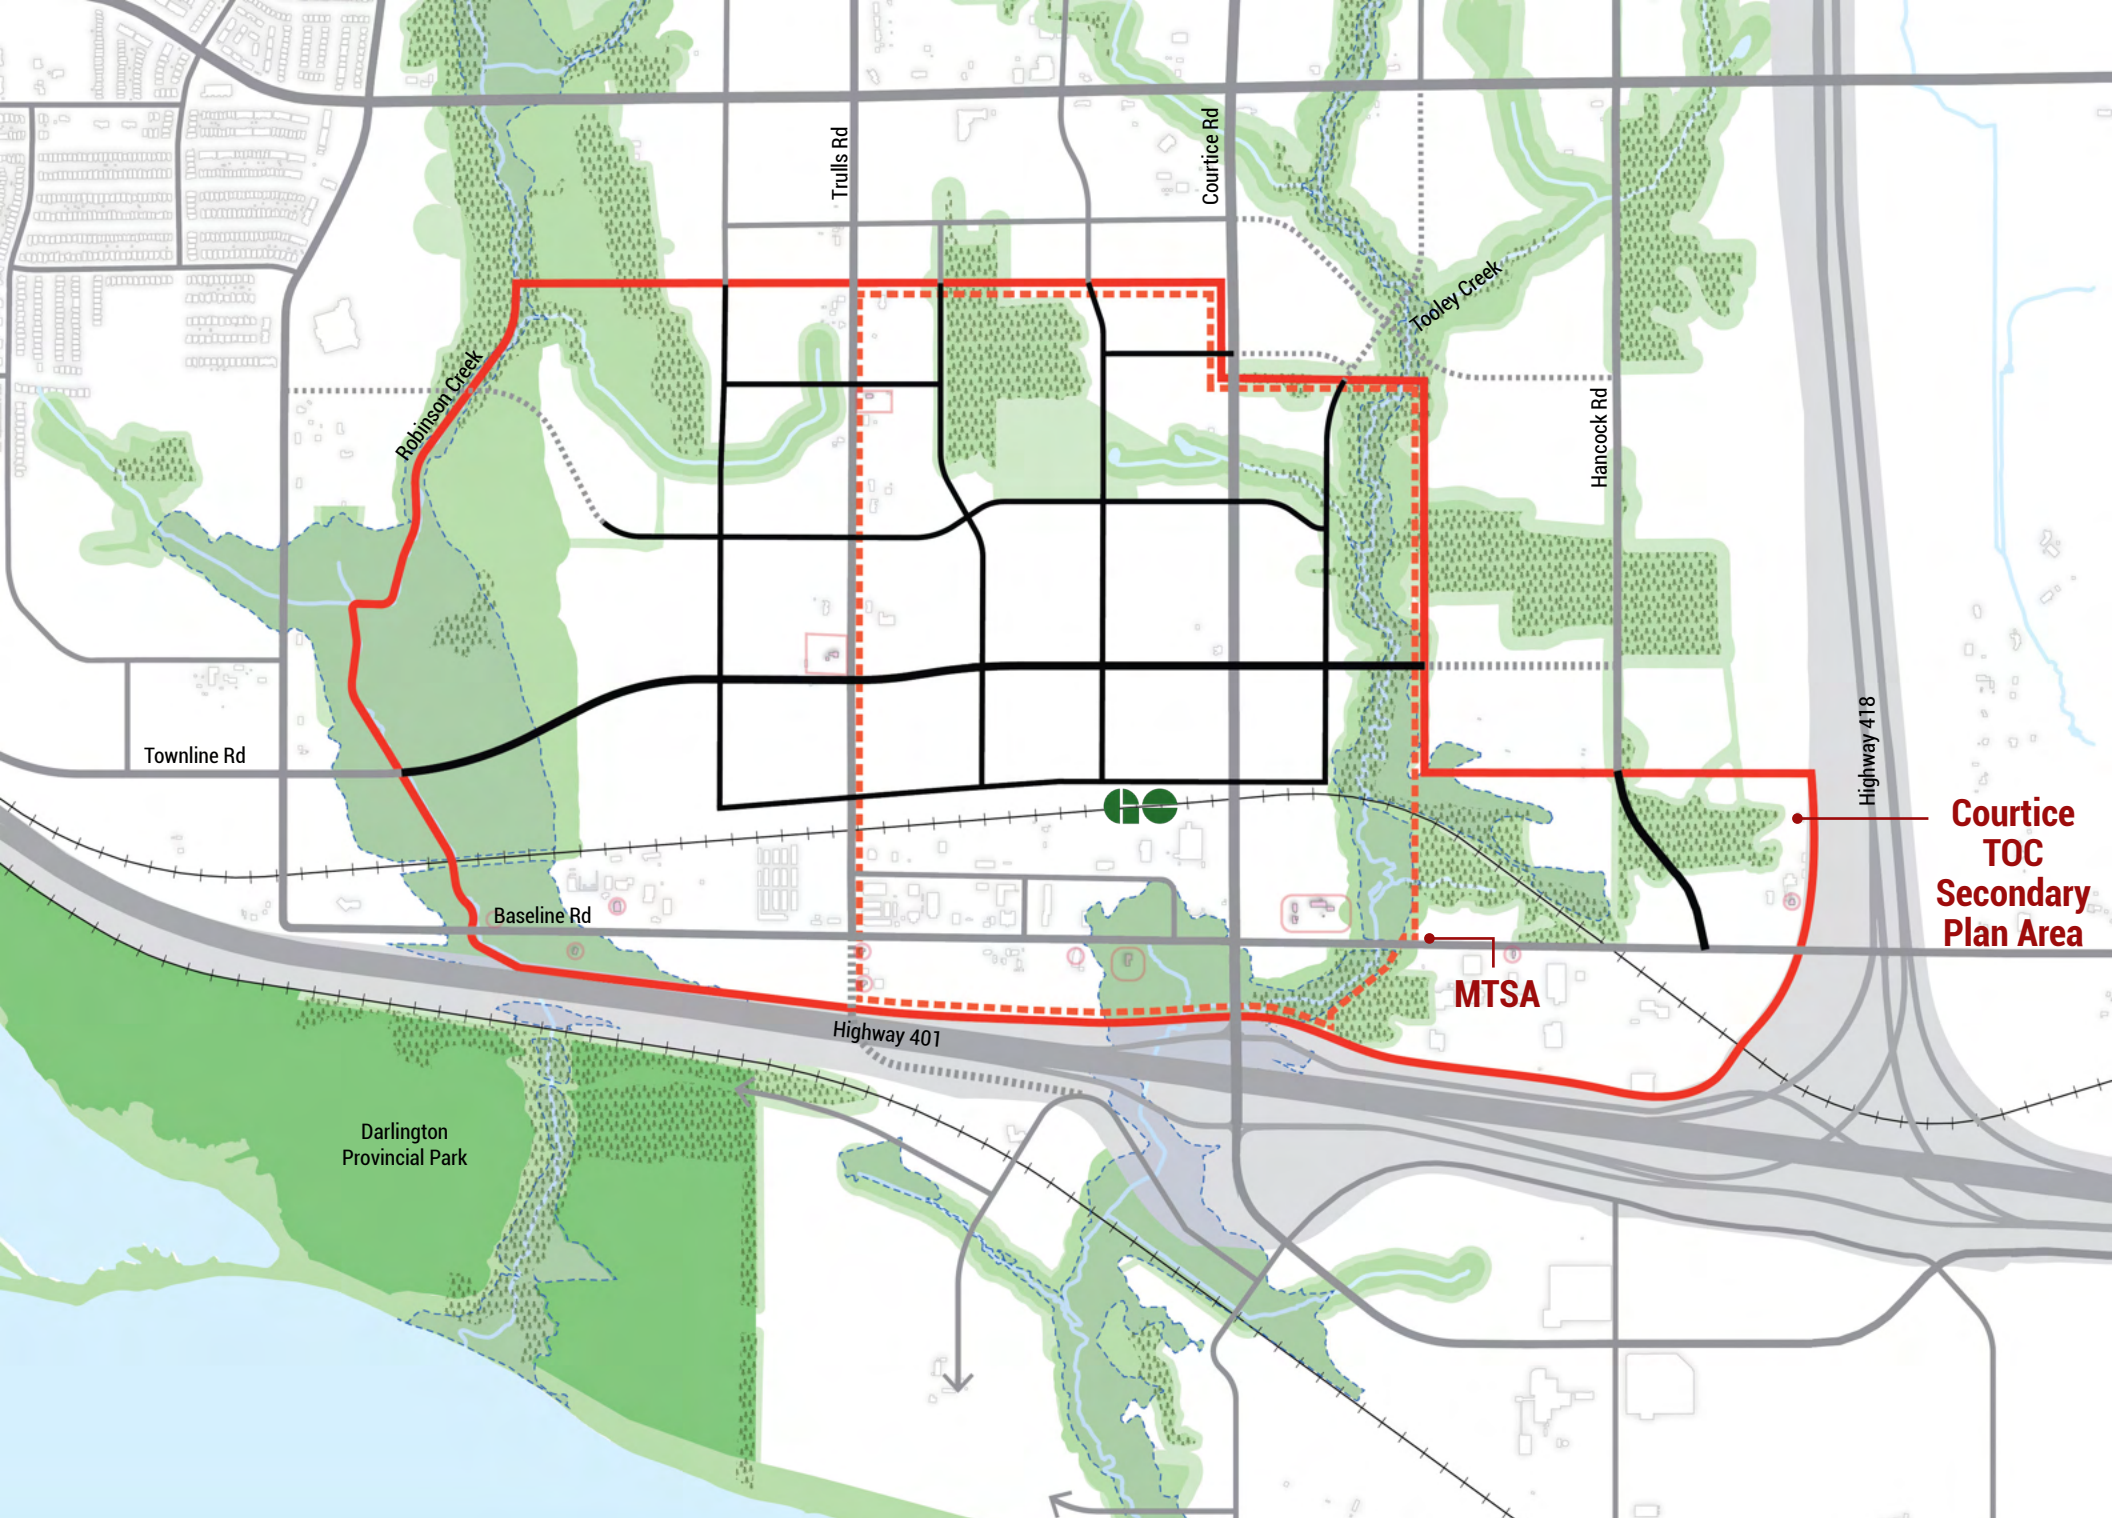 Trulls Rd
Courtice Rd
Tooley Creek
Robinson Creek
Hancock Rd
Townline Rd
Highway 418
Courtice
TOC
Secondary
Plan Area
GO
Baseline Rd
MTSA
Highway 401
Darlington
Provincial Park